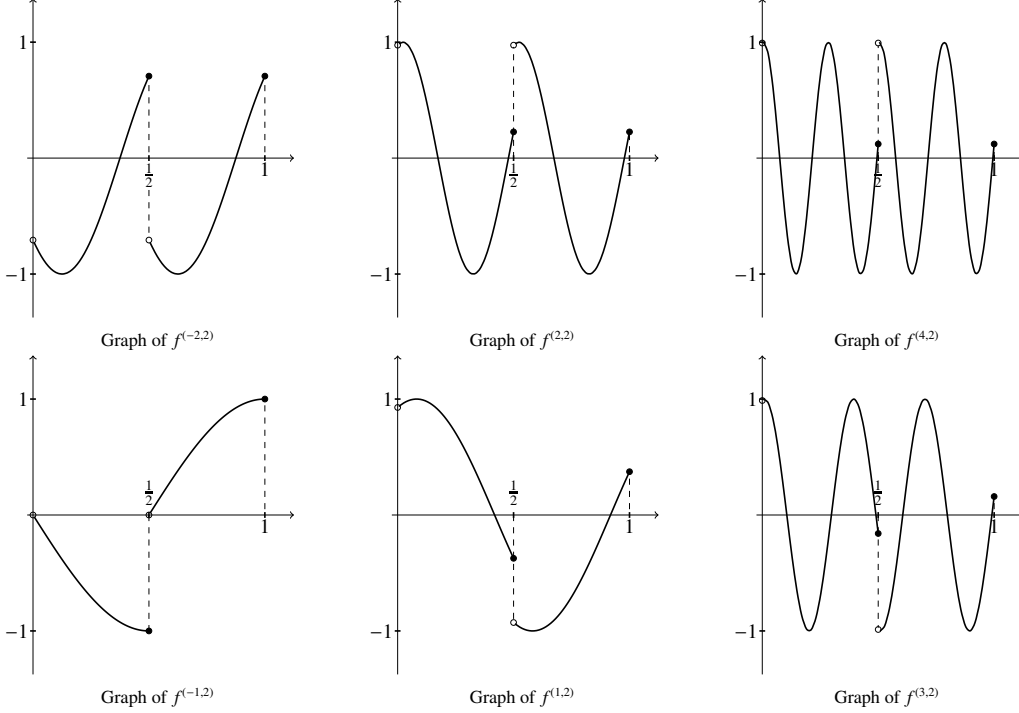 1 1 1
1/2 1 1/2 1 1/2 1
−1 −1 −1
Graph of f^(−2,2) Graph of f^(2,2) Graph of f^(4,2)
1 1 1
1/2 1/2 1/2
1 1 1
−1 −1 −1
Graph of f^(−1,2) Graph of f^(1,2) Graph of f^(3,2)